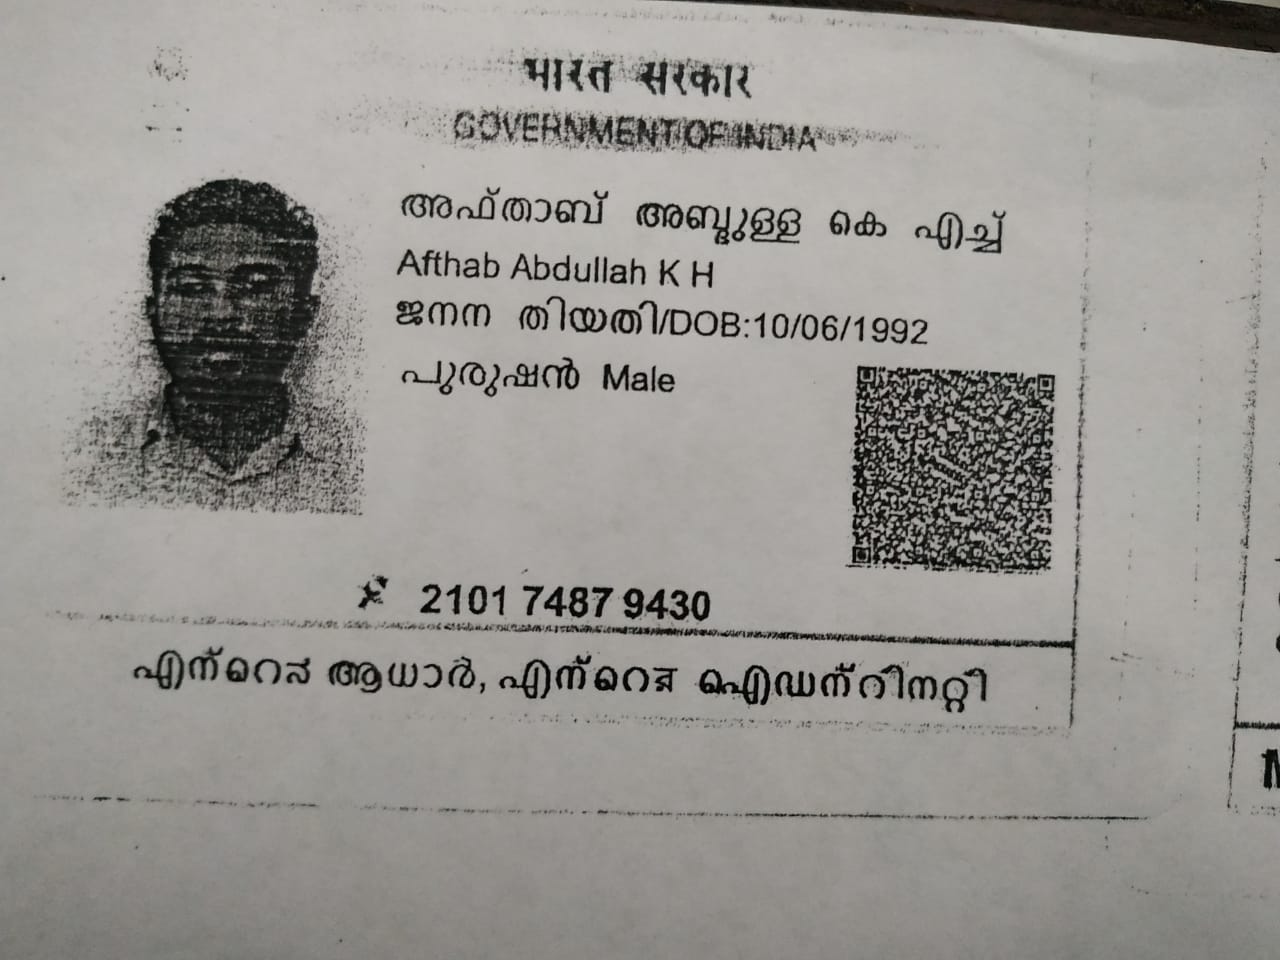 भारत सरकार
GOVERNMENT OF INDIA
അഫ്താബ് അബ്ദുള്ള കെ എച്ച്
Afthab Abdullah K H
ജനന തിയതി/DOB:10/06/1992
പുരുഷൻ Male
2101 7487 9430
എന്റെ ആധാർ, എന്റെ ഐഡന്റിറ്റി